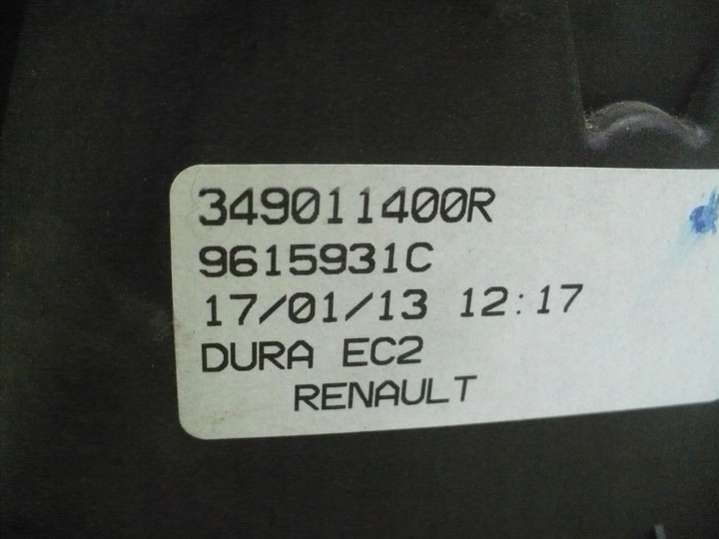 349011400R
9615931C
17/01/13 12:17
DURA EC2
RENAULT